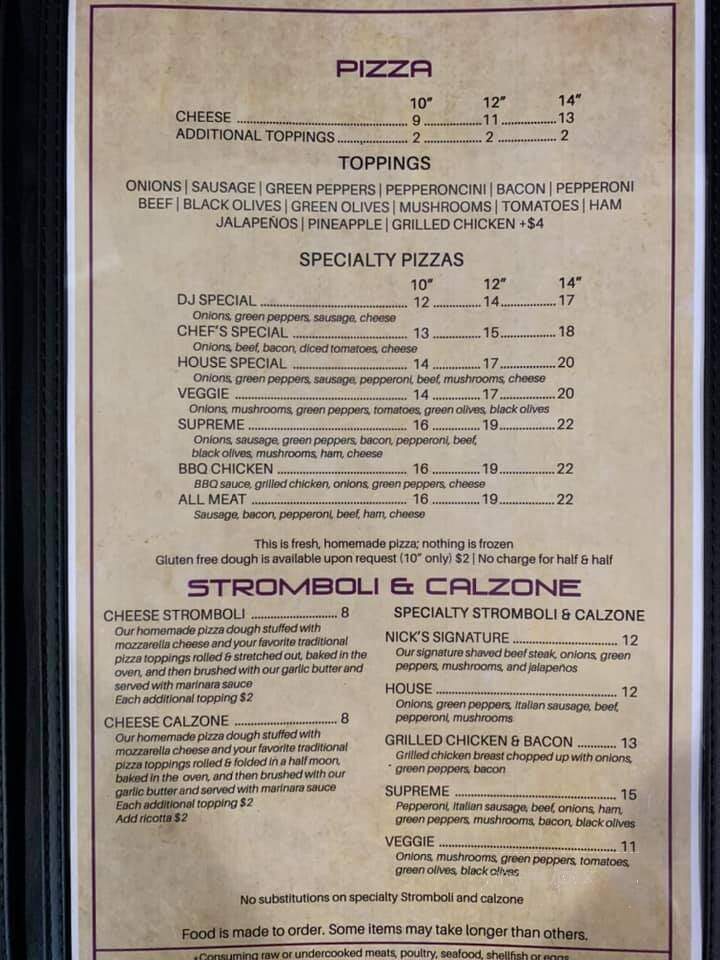 PIZZA
10" 12" 14"
CHEESE 9 11 13
ADDITIONAL TOPPINGS 2 2 2
TOPPINGS
ONIONS | SAUSAGE | GREEN PEPPERS | PEPPERONCINI | BACON | PEPPERONI
BEEF | BLACK OLIVES | GREEN OLIVES | MUSHROOMS | TOMATOES | HAM
JALAPEÑOS | PINEAPPLE | GRILLED CHICKEN +$4
SPECIALTY PIZZAS
10" 12" 14"
DJ SPECIAL 12 14 17
Onions, green peppers, sausage, cheese
CHEF'S SPECIAL 13 15 18
Onions, beef, bacon, diced tomatoes, cheese
HOUSE SPECIAL 14 17 20
Onions, green peppers, sausage, pepperoni, beef, mushrooms, cheese
VEGGIE 14 17 20
Onions, mushrooms, green peppers, tomatoes, green olives, black olives
SUPREME 16 19 22
Onions, sausage, green peppers, bacon, pepperoni, beef,
black olives, mushrooms, ham, cheese
BBQ CHICKEN 16 19 22
BBQ sauce, grilled chicken, onions, green peppers, cheese
ALL MEAT 16 19 22
Sausage, bacon, pepperoni, beef, ham, cheese
This is fresh, homemade pizza; nothing is frozen
Gluten free dough is available upon request (10" only) $2 | No charge for half & half
STROMBOLI & CALZONE
CHEESE STROMBOLI 8
Our homemade pizza dough stuffed with
mozzarella cheese and your favorite traditional
pizza toppings rolled & stretched out, baked in the
oven, and then brushed with our garlic butter and
served with marinara sauce
Each additional topping $2
CHEESE CALZONE 8
Our homemade pizza dough stuffed with
mozzarella cheese and your favorite traditional
pizza toppings rolled & folded in a half moon,
baked in the oven, and then brushed with our
garlic butter and served with marinara sauce
Each additional topping $2
Add ricotta $2
SPECIALTY STROMBOLI & CALZONE
NICK'S SIGNATURE 12
Our signature shaved beef steak, onions, green
peppers, mushrooms, and jalapeños
HOUSE 12
Onions, green peppers, Italian sausage, beef,
pepperoni, mushrooms
GRILLED CHICKEN & BACON 13
Grilled chicken breast chopped up with onions,
green peppers, bacon
SUPREME 15
Pepperoni, Italian sausage, beef, onions, ham,
green peppers, mushrooms, bacon, black olives
VEGGIE 11
Onions, mushrooms, green peppers, tomatoes,
green olives, black olives
No substitutions on specialty Stromboli and calzone
Food is made to order. Some items may take longer than others.
*Consuming raw or undercooked meats, poultry, seafood, shellfish or eggs